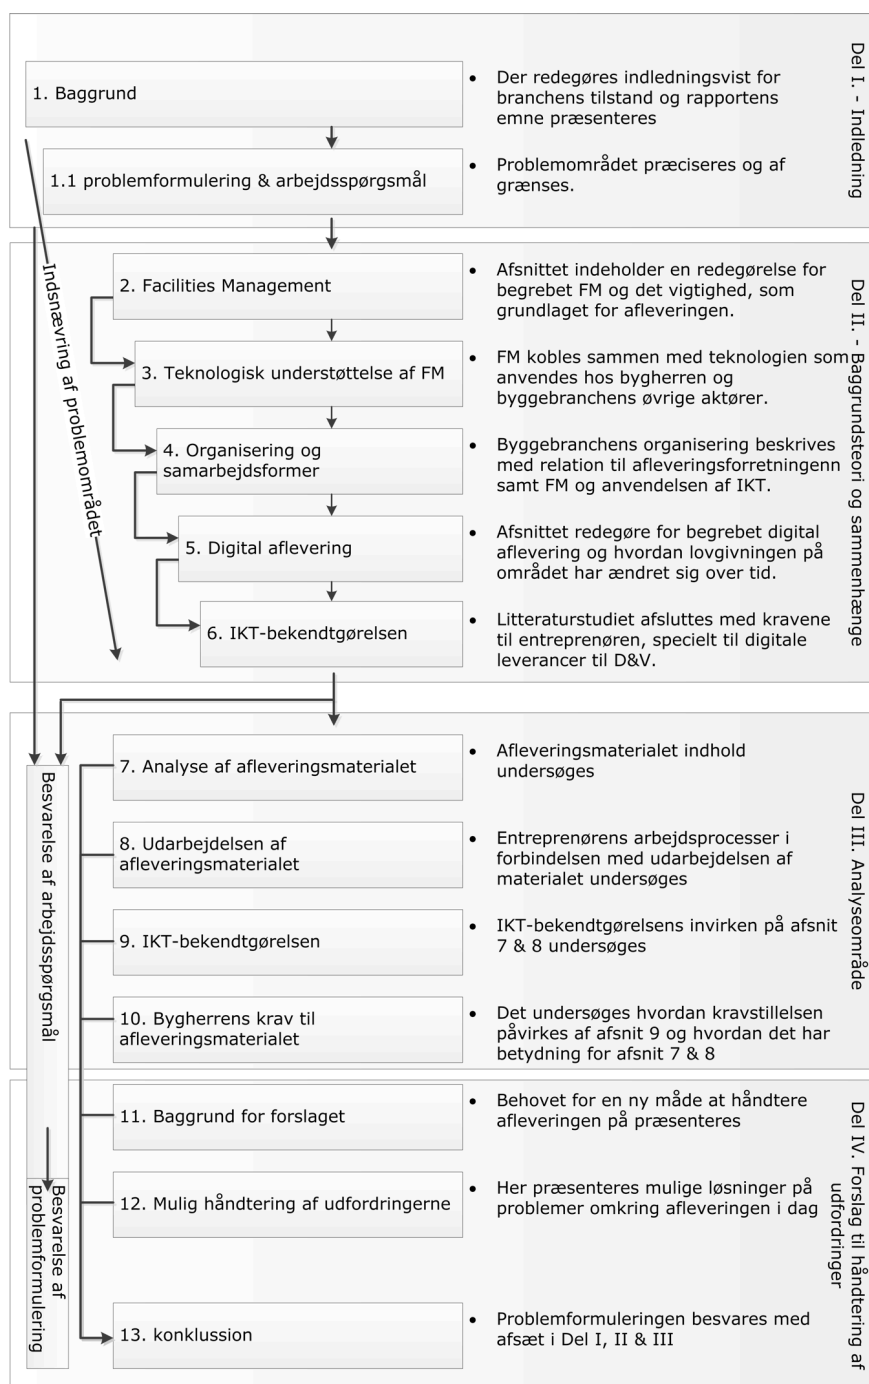 Del I. - Indledning
1. Baggrund
• Der redegøres indledningsvist for
branchens tilstand og rapportens
emne præsenteres
1.1 problemformulering & arbejdsspørgsmål
• Problemområdet præciseres og af
grænses.
Indsnævring af problemområdet
Del II. - Baggrundsteori og sammenhænge
2. Facilities Management
• Afsnittet indeholder en redegørelse for
begrebet FM og det vigtighed, som
grundlaget for afleveringen.
3. Teknologisk understøttelse af FM
• FM kobles sammen med teknologien som
anvendes hos bygherren og
byggebranchens øvrige aktører.
4. Organisering og
samarbejdsformer
• Byggebranchens organisering beskrives
med relation til afleveringsforretningenn
samt FM og anvendelsen af IKT.
5. Digital aflevering
• Afsnittet redegøre for begrebet digital
aflevering og hvordan lovgivningen på
området har ændret sig over tid.
6. IKT-bekendtgørelsen
• Litteraturstudiet afsluttes med kravene
til entreprenøren, specielt til digitale
leverancer til D&V.
Del III. Analyseområde
Besvarelse af arbejdsspørgsmål
7. Analyse af afleveringsmaterialet
• Afleveringsmaterialet indhold
undersøges
8. Udarbejdelsen af
afleveringsmaterialet
• Entreprenørens arbejdsprocesser i
forbindelsen med udarbejdelsen af
materialet undersøges
9. IKT-bekendtgørelsen
• IKT-bekendtgørelsens invirken på afsnit
7 & 8 undersøges
10. Bygherrens krav til
afleveringsmaterialet
• Det undersøges hvordan kravstillelsen
påvirkes af afsnit 9 og hvordan det har
betydning for afsnit 7 & 8
Del IV. Forslag til håndtering af
udfordringer
11. Baggrund for forslaget
• Behovet for en ny måde at håndtere
afleveringen på præsenteres
12. Mulig håndtering af udfordringerne
• Her præsenteres mulige løsninger på
problemer omkring afleveringen i dag
Besvarelse af
problemformulering
13. konklussion
• Problemformuleringen besvares med
afsæt i Del I, II & III